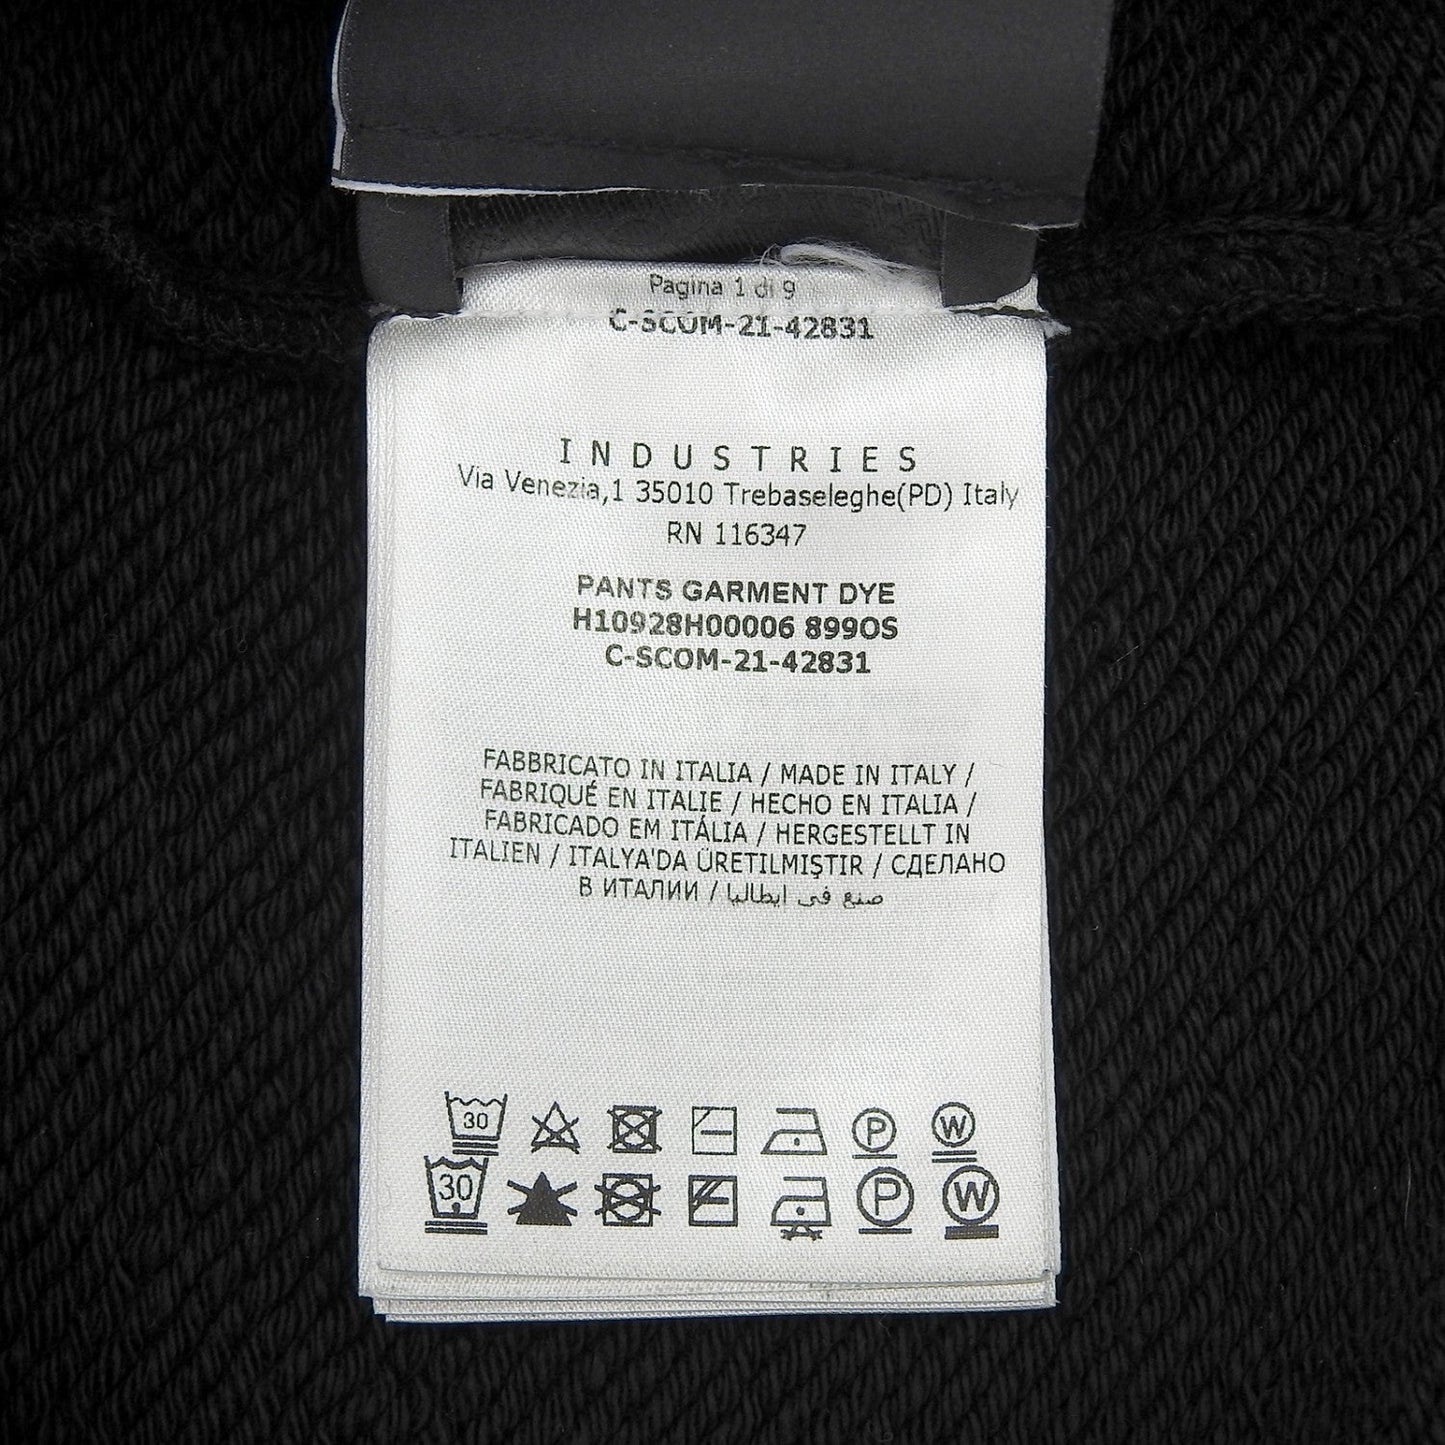 Pagina 1 di 9
C-SCOM-21-42831
INDUSTRIES
Via Venezia,1 35010 Trebaseleghe(PD) Italy
RN 116347
PANTS GARMENT DYE
H10928H00006 899OS
C-SCOM-21-42831
FABBRICATO IN ITALIA / MADE IN ITALY /
FABRIQUÉ EN ITALIE / HECHO EN ITALIA /
FABRICADO EM ITÁLIA / HERGESTELLT IN
ITALIEN / ITALYA'DA ÜRETILMIŞTIR / СДЕЛАНО
В ИТАЛИИ / صنع في ايطاليا
30 P W
30 P W